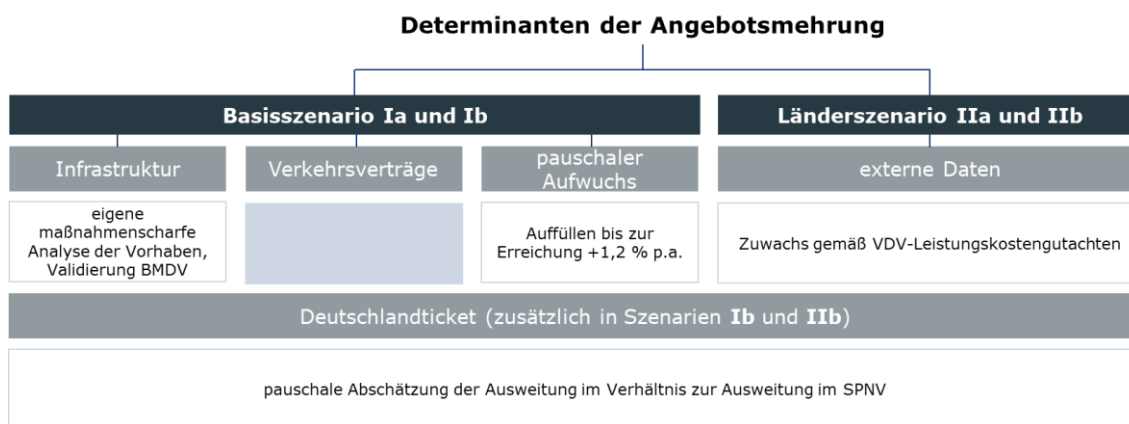 Determinanten der Angebotsmehrung
Basisszenario Ia und Ib
Länderszenario IIa und IIb
Infrastruktur
Verkehrsverträge
pauschaler
Aufwuchs
externe Daten
eigene
maßnahmenscharfe
Analyse der Vorhaben,
Validierung BMDV
Auffüllen bis zur
Erreichung +1,2 % p.a.
Zuwachs gemäß VDV-Leistungskostengutachten
Deutschlandticket (zusätzlich in Szenarien Ib und IIb)
pauschale Abschätzung der Ausweitung im Verhältnis zur Ausweitung im SPNV